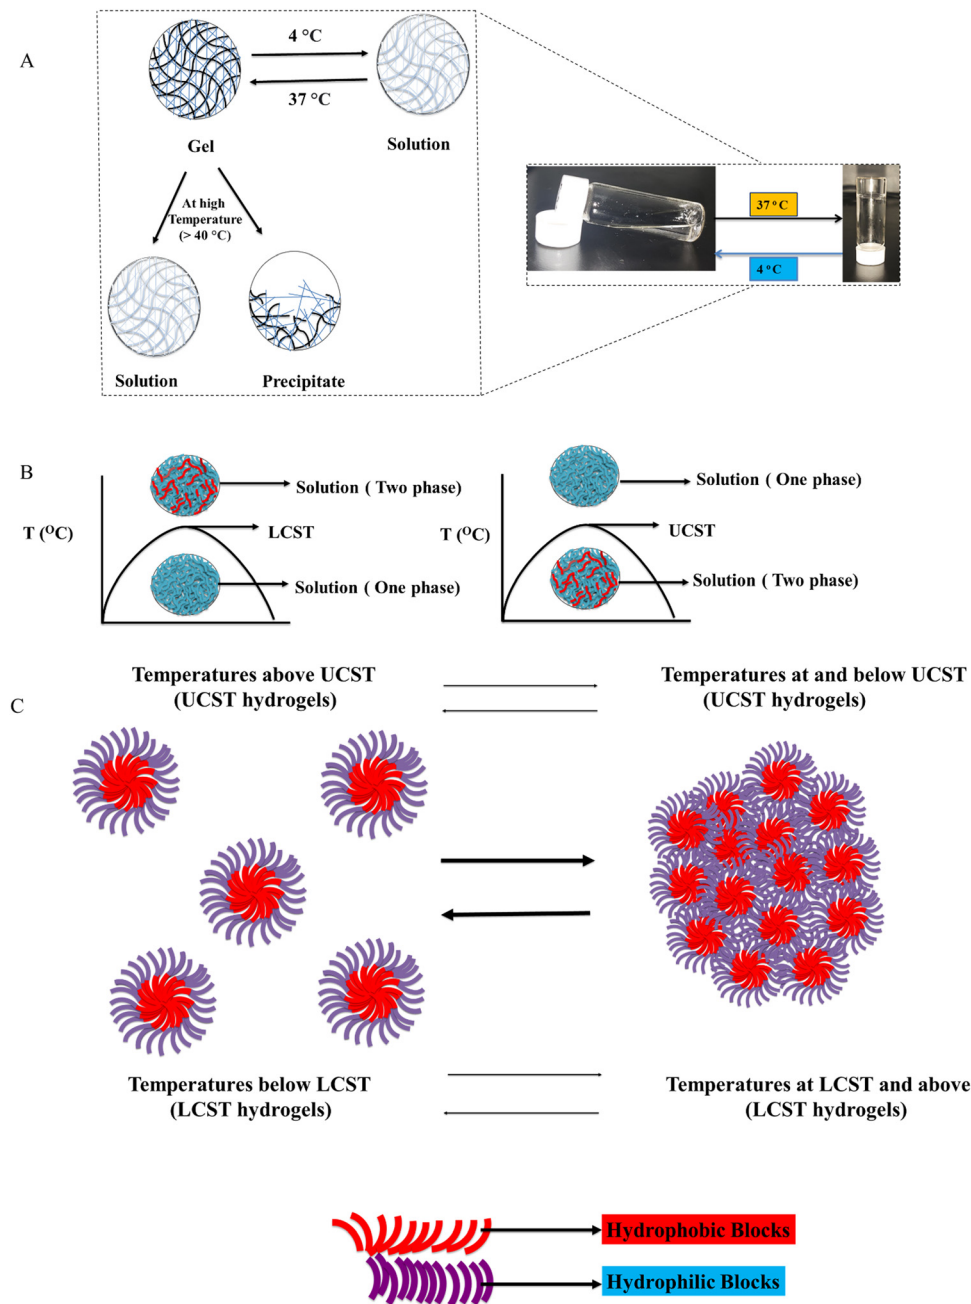 A
4 °C
37 °C
Gel
Solution
At high
Temperature
(> 40 °C)
Solution
Precipitate
37 °C
4 °C
B
T (OC)
Solution ( Two phase)
LCST
Solution ( One phase)
T (OC)
Solution ( One phase)
UCST
Solution ( Two phase)
C
Temperatures above UCST
(UCST hydrogels)
Temperatures at and below UCST
(UCST hydrogels)
Temperatures below LCST
(LCST hydrogels)
Temperatures at LCST and above
(LCST hydrogels)
Hydrophobic Blocks
Hydrophilic Blocks